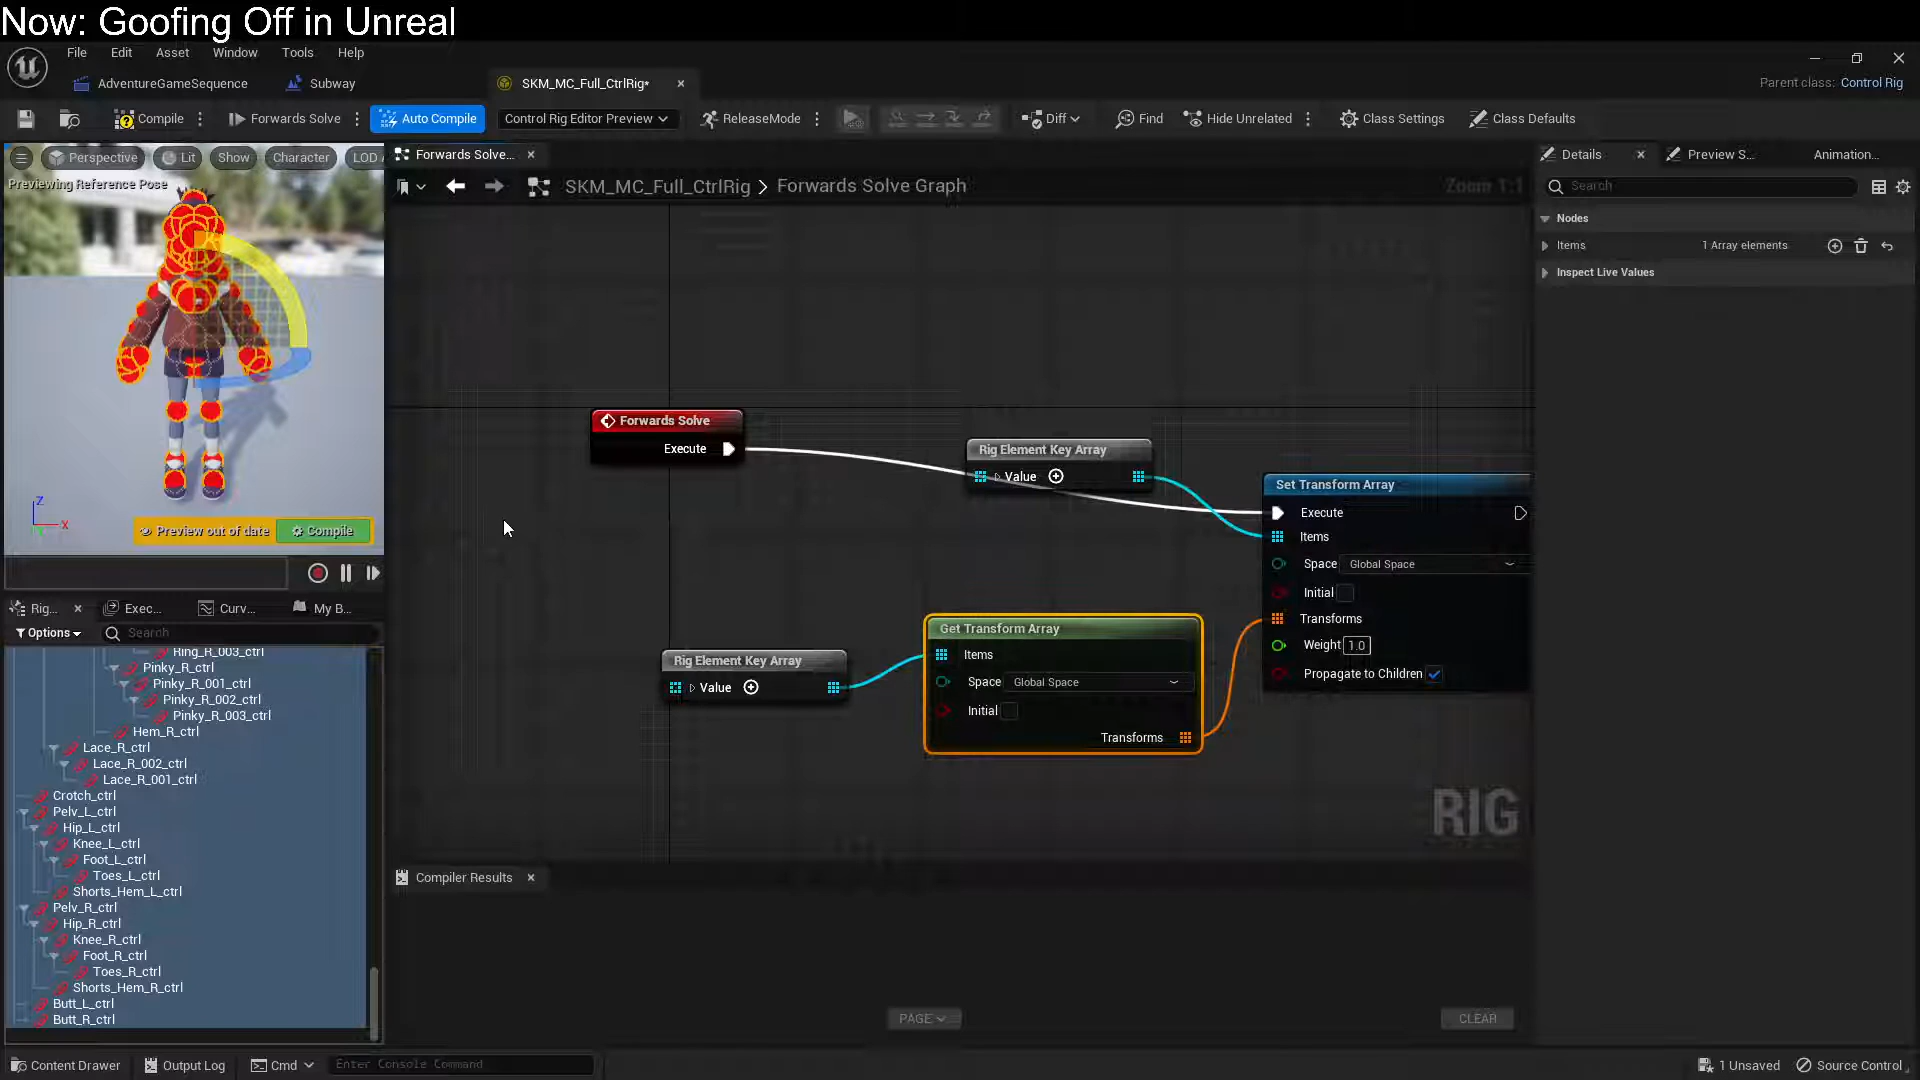 Now: Goofing Off in Unreal
File Edit Asset Window Tools Help
AdventureGameSequence Subway SKM_MC_Full_CtrlRig*
Parent class: Control Rig
Compile Forwards Solve Auto Compile Control Rig Editor Preview ReleaseMode Diff Find Hide Unrelated Class Settings Class Defaults
Perspective Lit Show Character LOD
Previewing Reference Pose
Forwards Solve...
SKM_MC_Full_CtrlRig > Forwards Solve Graph
Zoom 1:1
Details Preview S... Animation...
Search
Nodes
Items 1 Array elements
Inspect Live Values
Forwards Solve
Execute
Rig Element Key Array
Value
Set Transform Array
Execute
Items
Space Global Space
Initial
Transforms
Weight 1.0
Propagate to Children
Get Transform Array
Items
Space Global Space
Initial
Transforms
Rig Element Key Array
Value
RIG
Z
X
Preview out of date Compile
Rig... Exec... Curv... My B...
Options Search
Ring_R_003_ctrl
Pinky_R_ctrl
Pinky_R_001_ctrl
Pinky_R_002_ctrl
Pinky_R_003_ctrl
Hem_R_ctrl
Lace_R_ctrl
Lace_R_002_ctrl
Lace_R_001_ctrl
Crotch_ctrl
Pelv_L_ctrl
Hip_L_ctrl
Knee_L_ctrl
Foot_L_ctrl
Toes_L_ctrl
Shorts_Hem_L_ctrl
Pelv_R_ctrl
Hip_R_ctrl
Knee_R_ctrl
Foot_R_ctrl
Toes_R_ctrl
Shorts_Hem_R_ctrl
Butt_L_ctrl
Butt_R_ctrl
Compiler Results
PAGE
CLEAR
Content Drawer Output Log Cmd Enter Console Command
1 Unsaved Source Control